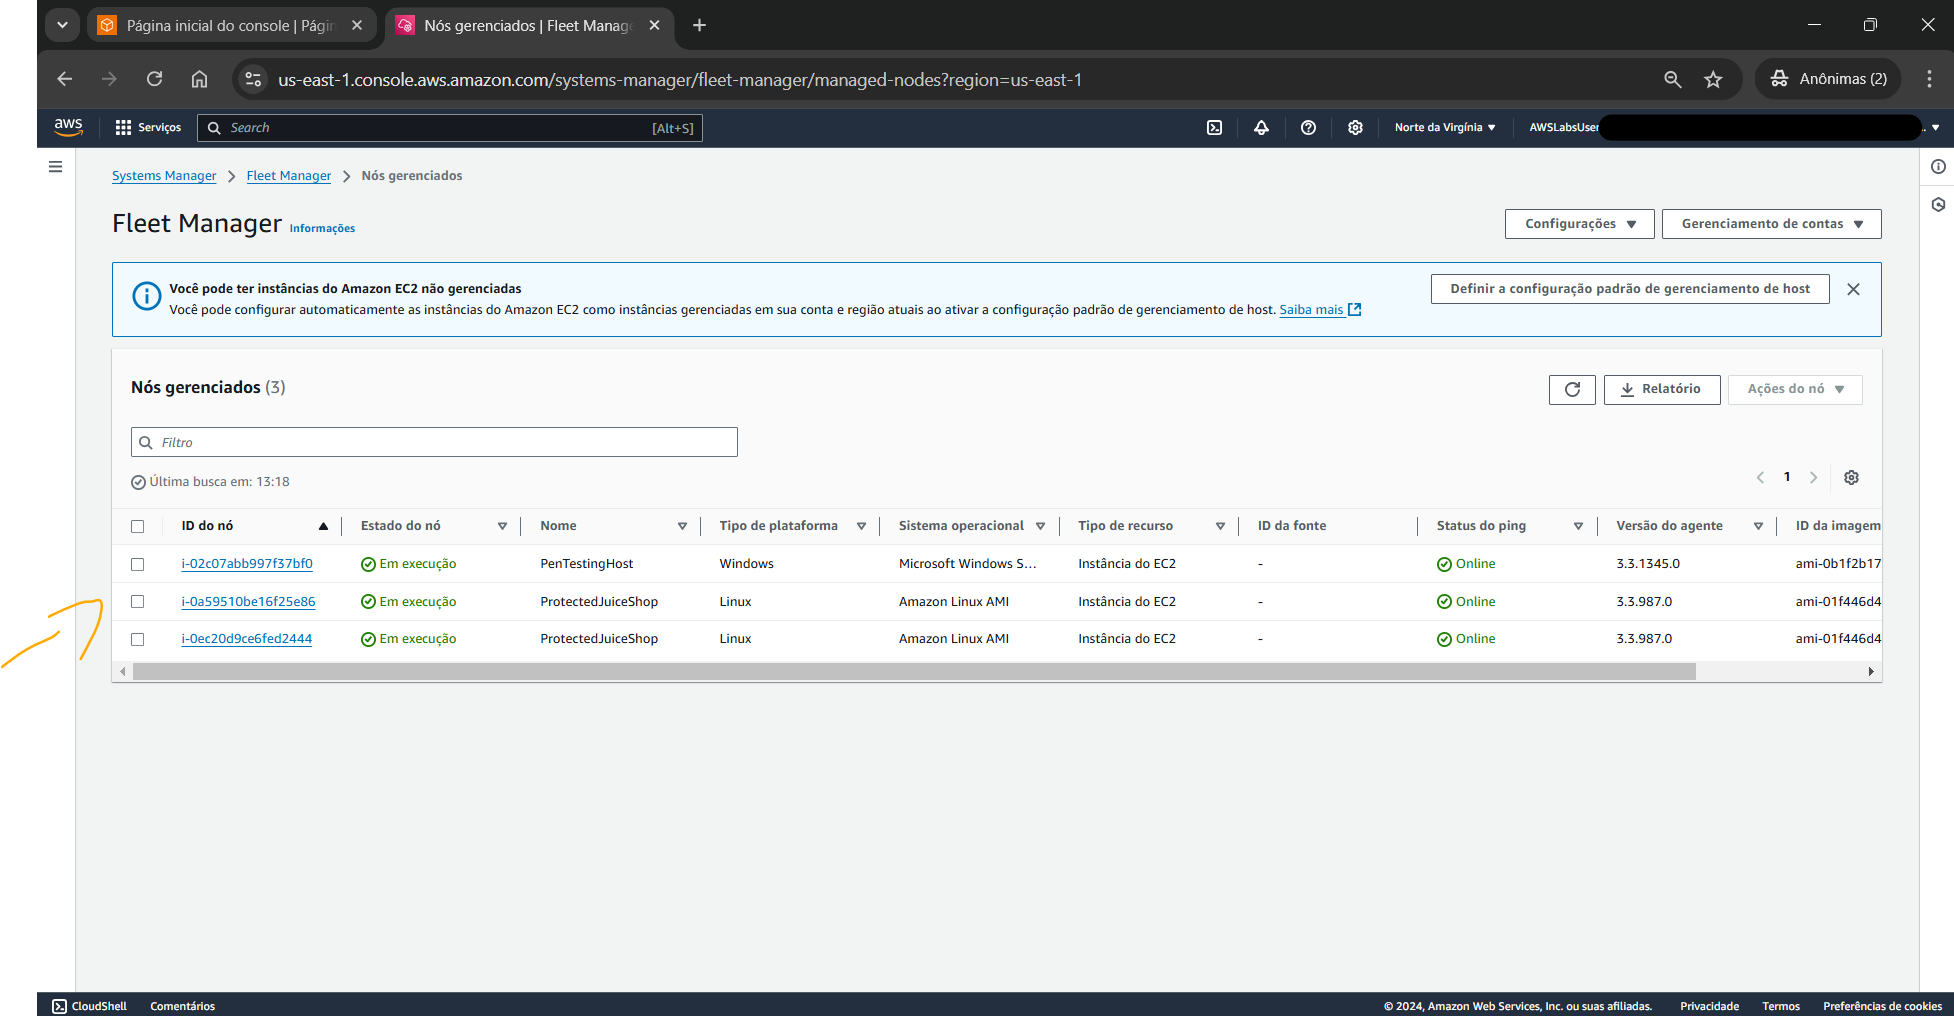 Página inicial do console | Págin
Nós gerenciados | Fleet Manage
us-east-1.console.aws.amazon.com/systems-manager/fleet-manager/managed-nodes?region=us-east-1
Anônimas (2)
aws
Serviços
Search
[Alt+S]
Norte da Virgínia
AWSLabsUser
Systems Manager > Fleet Manager > Nós gerenciados
Fleet Manager Informações
Configurações
Gerenciamento de contas
Você pode ter instâncias do Amazon EC2 não gerenciadas
Você pode configurar automaticamente as instâncias do Amazon EC2 como instâncias gerenciadas em sua conta e região atuais ao ativar a configuração padrão de gerenciamento de host. Saiba mais
Definir a configuração padrão de gerenciamento de host
Nós gerenciados (3)
Relatório
Ações do nó
Filtro
Última busca em: 13:18
1
ID do nó Estado do nó Nome Tipo de plataforma Sistema operacional Tipo de recurso ID da fonte Status do ping Versão do agente ID da imagem
i-02c07abb997f37bf0 Em execução PenTestingHost Windows Microsoft Windows S... Instância do EC2 - Online 3.3.1345.0 ami-0b1f2b17
i-0a59510be16f25e86 Em execução ProtectedJuiceShop Linux Amazon Linux AMI Instância do EC2 - Online 3.3.987.0 ami-01f446d4
i-0ec20d9ce6fed2444 Em execução ProtectedJuiceShop Linux Amazon Linux AMI Instância do EC2 - Online 3.3.987.0 ami-01f446d4
CloudShell Comentários
© 2024, Amazon Web Services, Inc. ou suas afiliadas. Privacidade Termos Preferências de cookies